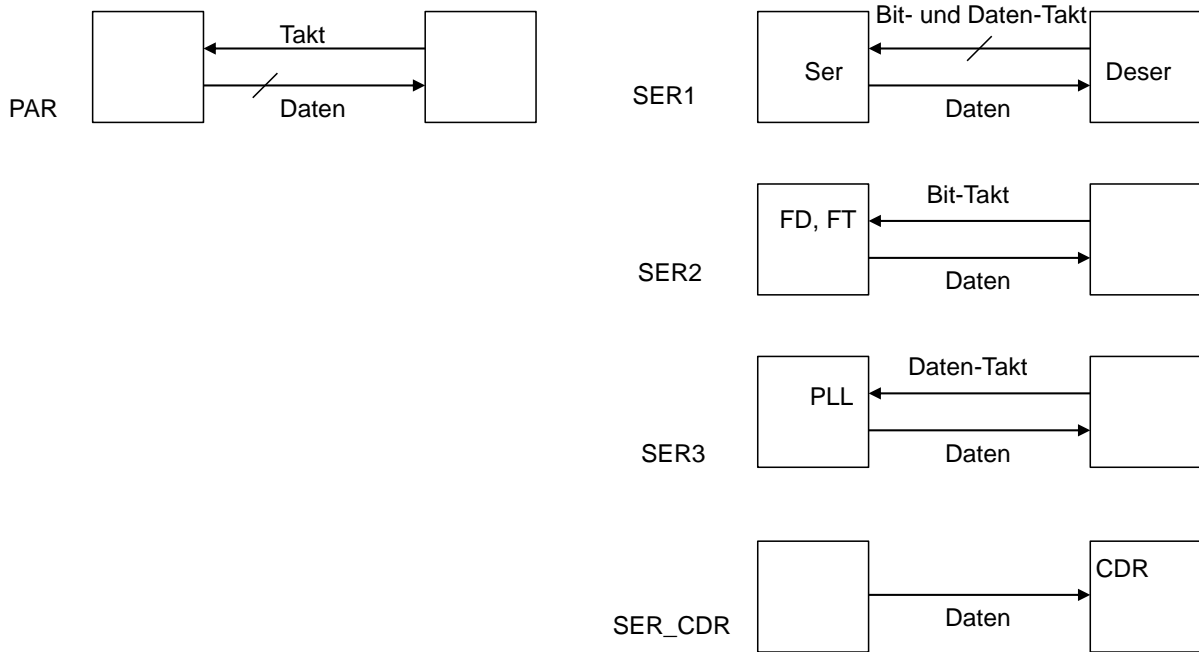 Takt
Daten
PAR
Bit- und Daten-Takt
Ser
Deser
SER1
Daten
Bit-Takt
FD, FT
SER2
Daten
Daten-Takt
PLL
SER3
Daten
CDR
SER_CDR
Daten